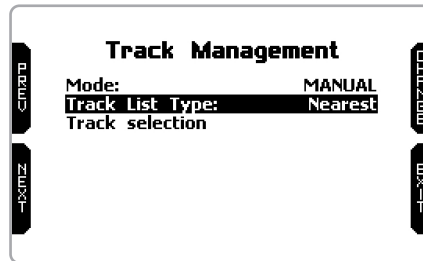 Track Management
PREV
CHANGE
Mode: MANUAL
Track List Type: Nearest
Track selection
NEXT
EXIT